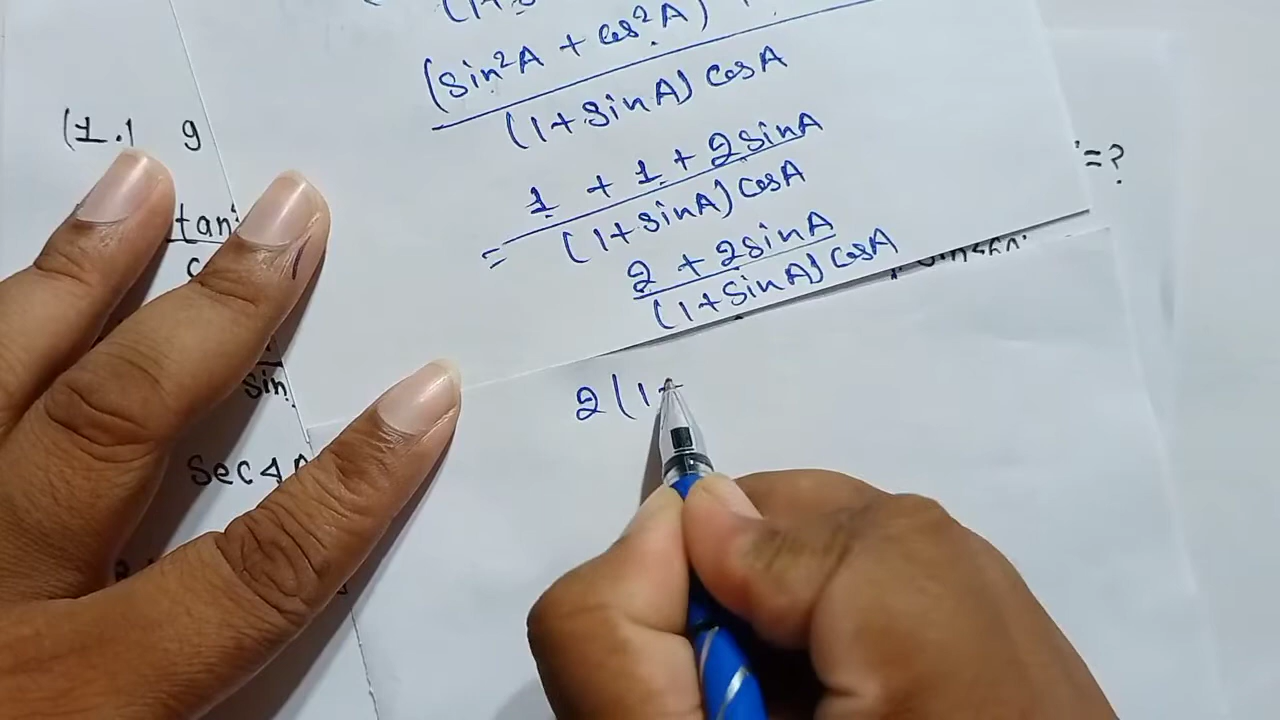 (sin²A + cos²A)
(1+sinA) cosA
(1.1 g
1 + 1 + 2sinA
=?
= (1+sinA) cosA
tan
2 + 2sinA
(1+sinA) cosA
sin
2(1+
sec4